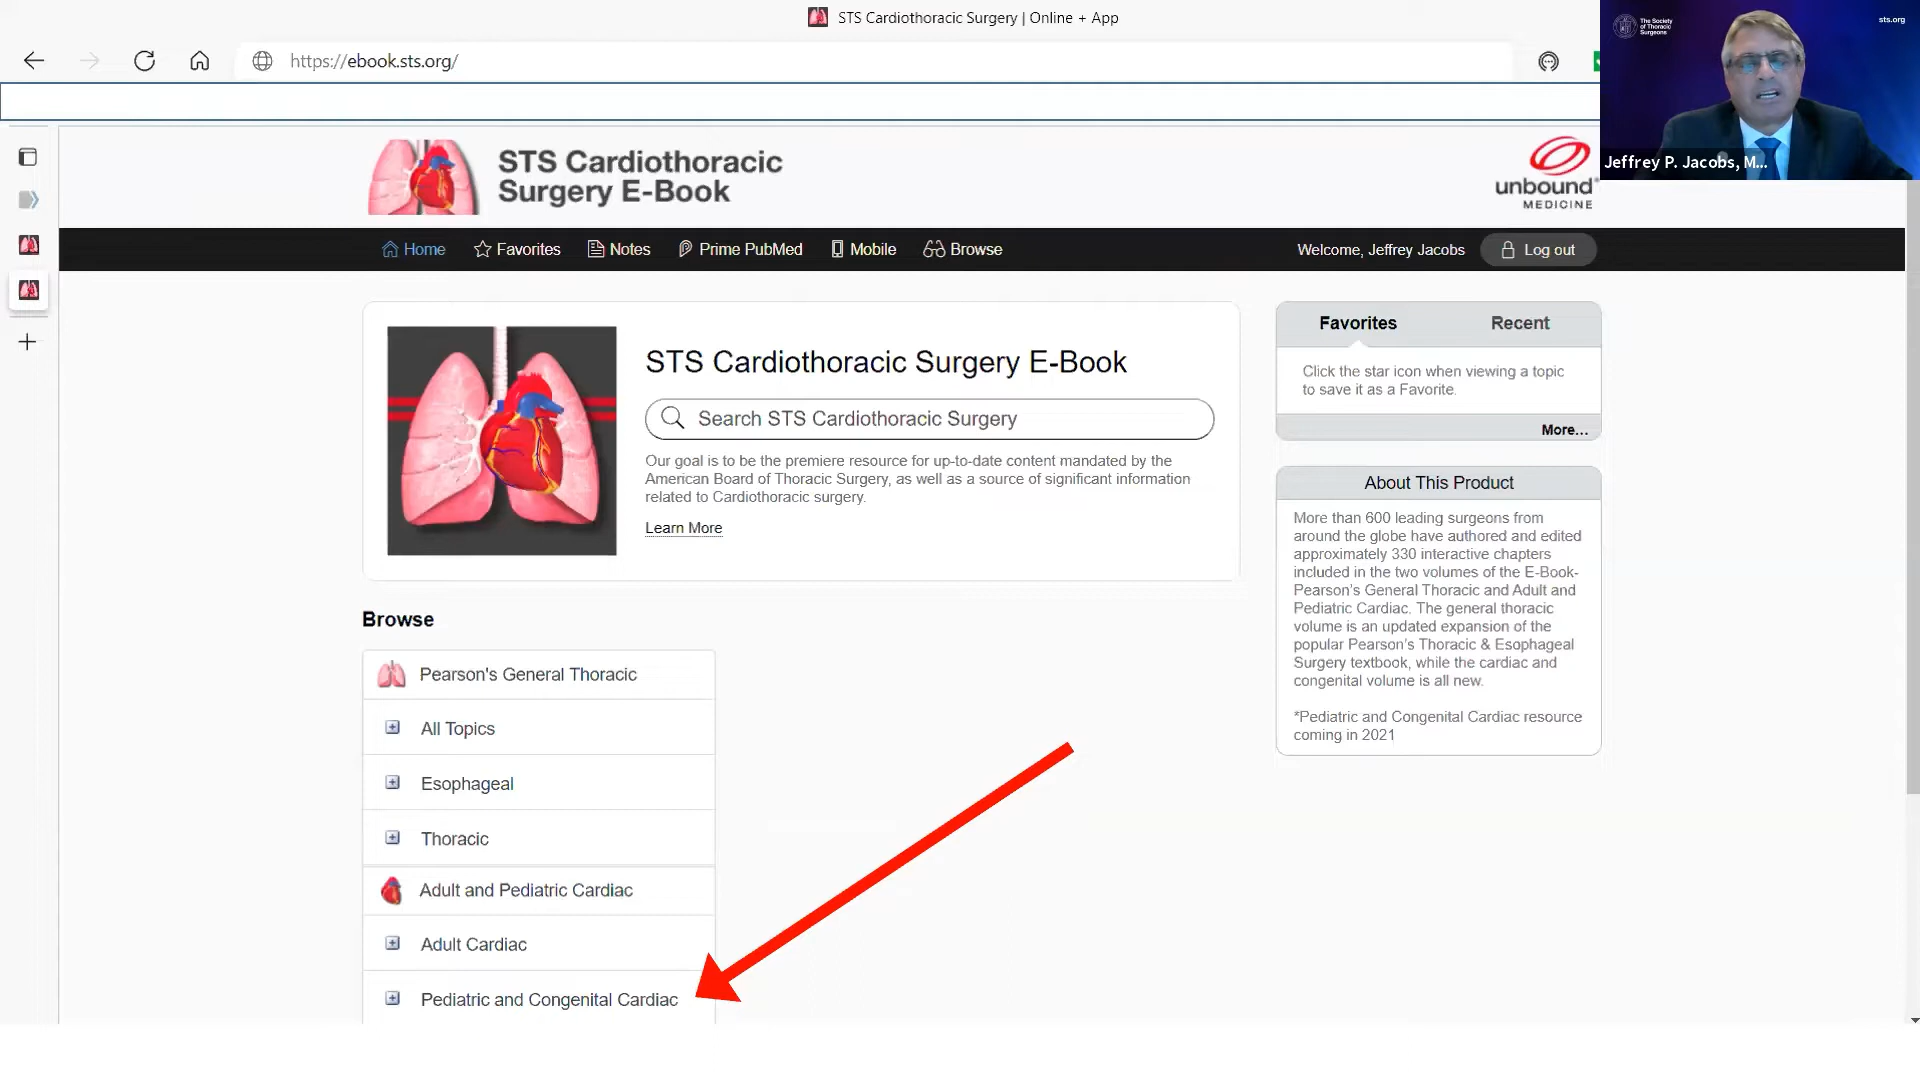 STS Cardiothoracic Surgery | Online + App
https://ebook.sts.org/
The Society
of Thoracic
Surgeons
sts.org
Jeffrey P. Jacobs, M...
STS Cardiothoracic
Surgery E-Book
unbound
MEDICINE
Home
Favorites
Notes
Prime PubMed
Mobile
Browse
Welcome, Jeffrey Jacobs
Log out
STS Cardiothoracic Surgery E-Book
Search STS Cardiothoracic Surgery
Our goal is to be the premiere resource for up-to-date content mandated by the
American Board of Thoracic Surgery, as well as a source of significant information
related to Cardiothoracic surgery.
Learn More
Favorites
Recent
Click the star icon when viewing a topic
to save it as a Favorite.
More...
About This Product
More than 600 leading surgeons from
around the globe have authored and edited
approximately 330 interactive chapters
included in the two volumes of the E-Book-
Pearson's General Thoracic and Adult and
Pediatric Cardiac. The general thoracic
volume is an updated expansion of the
popular Pearson's Thoracic & Esophageal
Surgery textbook, while the cardiac and
congenital volume is all new.
*Pediatric and Congenital Cardiac resource
coming in 2021
Browse
Pearson's General Thoracic
All Topics
Esophageal
Thoracic
Adult and Pediatric Cardiac
Adult Cardiac
Pediatric and Congenital Cardiac